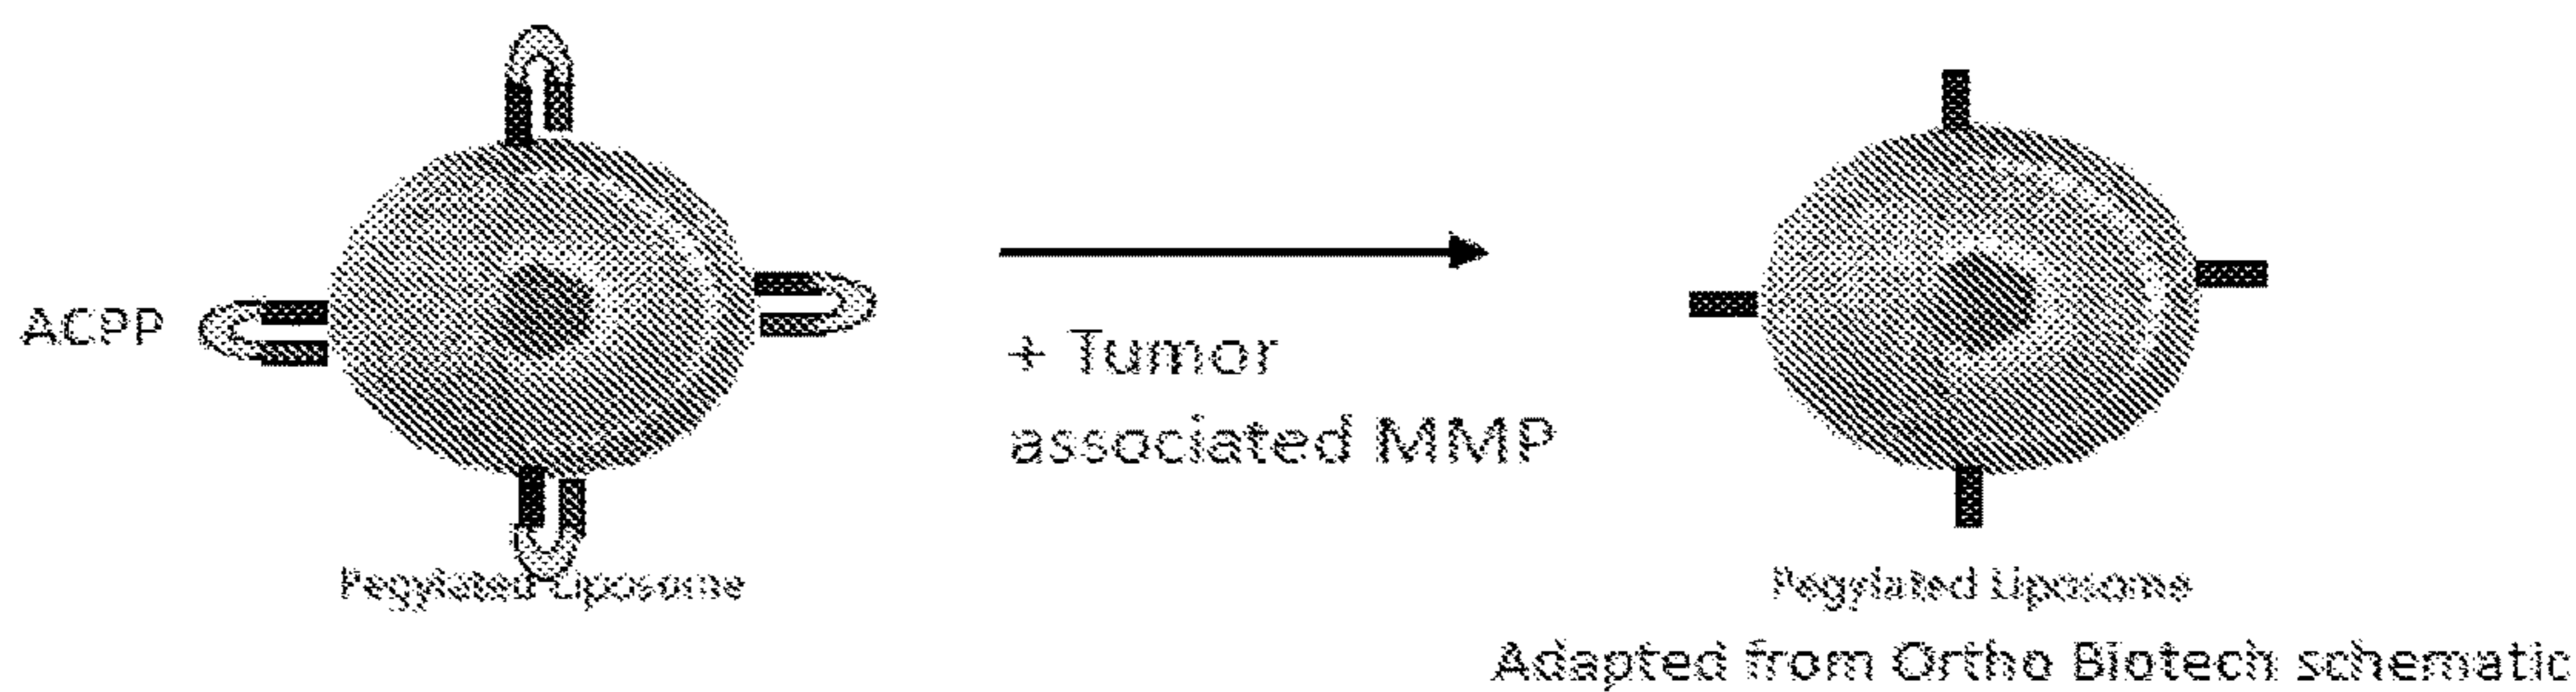 ACPP
+ Tumor
associated MMP
Pegylated Liposome
Pegylated Liposome
Adapted from Ortho Biotech schematic